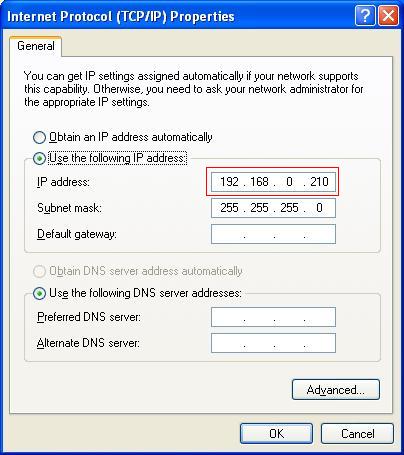 Internet Protocol (TCP/IP) Properties
General
You can get IP settings assigned automatically if your network supports
this capability. Otherwise, you need to ask your network administrator for
the appropriate IP settings.
Obtain an IP address automatically
Use the following IP address:
IP address: 192 . 168 . 0 . 210
Subnet mask: 255 . 255 . 255 . 0
Default gateway: . . .
Obtain DNS server address automatically
Use the following DNS server addresses:
Preferred DNS server: . . .
Alternate DNS server: . . .
Advanced...
OK Cancel